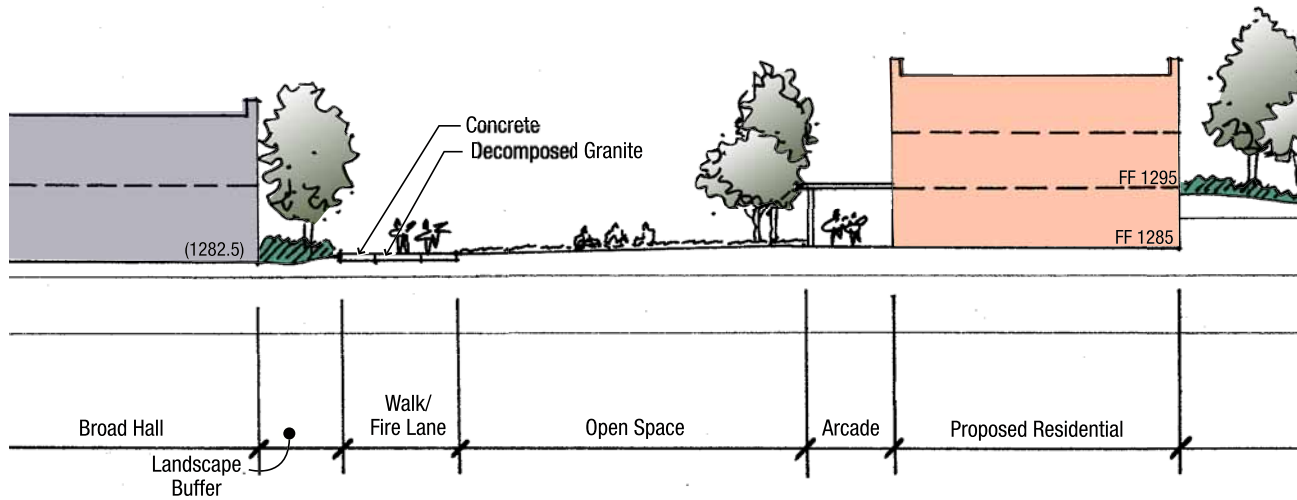 Concrete
Decomposed Granite
FF 1295
(1282.5)
FF 1285
Broad Hall
Landscape
Buffer
Walk/
Fire Lane
Open Space
Arcade
Proposed Residential